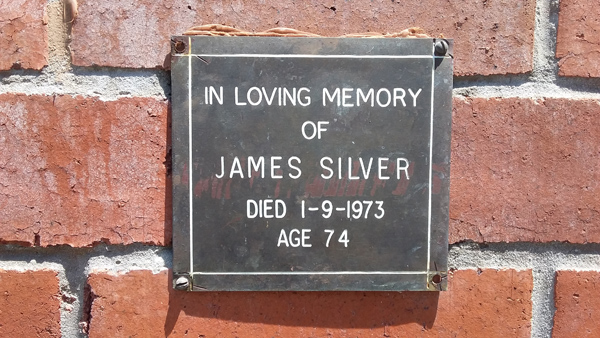 IN LOVING MEMORY
OF
JAMES SILVER
DIED 1-9-1973
AGE 74